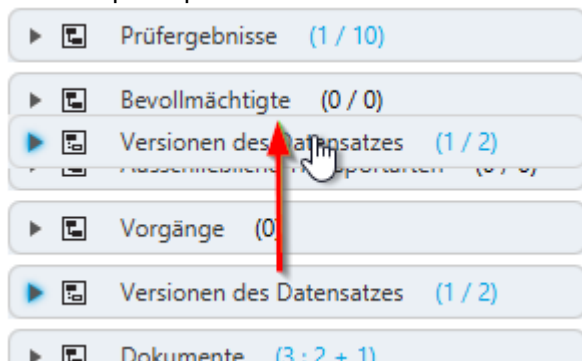 Prüfergebnisse (1 / 10)
Bevollmächtigte (0 / 0)
Versionen des Datensatzes (1 / 2)
Vorgänge (0)
Versionen des Datensatzes (1 / 2)
Dokumente (3 : 2 + 1)